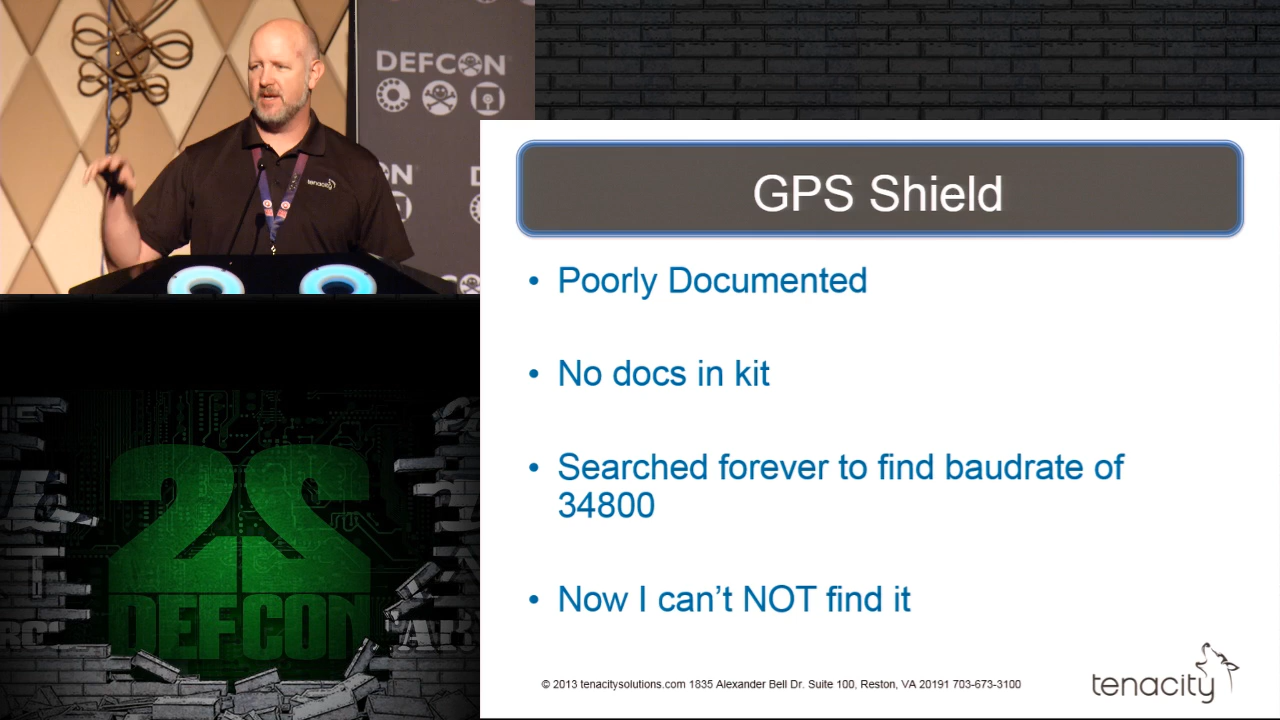 DEFCON
tenacity
GPS Shield
• Poorly Documented
• No docs in kit
• Searched forever to find baudrate of
34800
• Now I can't NOT find it
© 2013 tenacitysolutions.com 1835 Alexander Bell Dr. Suite 100, Reston, VA 20191 703-673-3100
tenacity
22
DEFCON